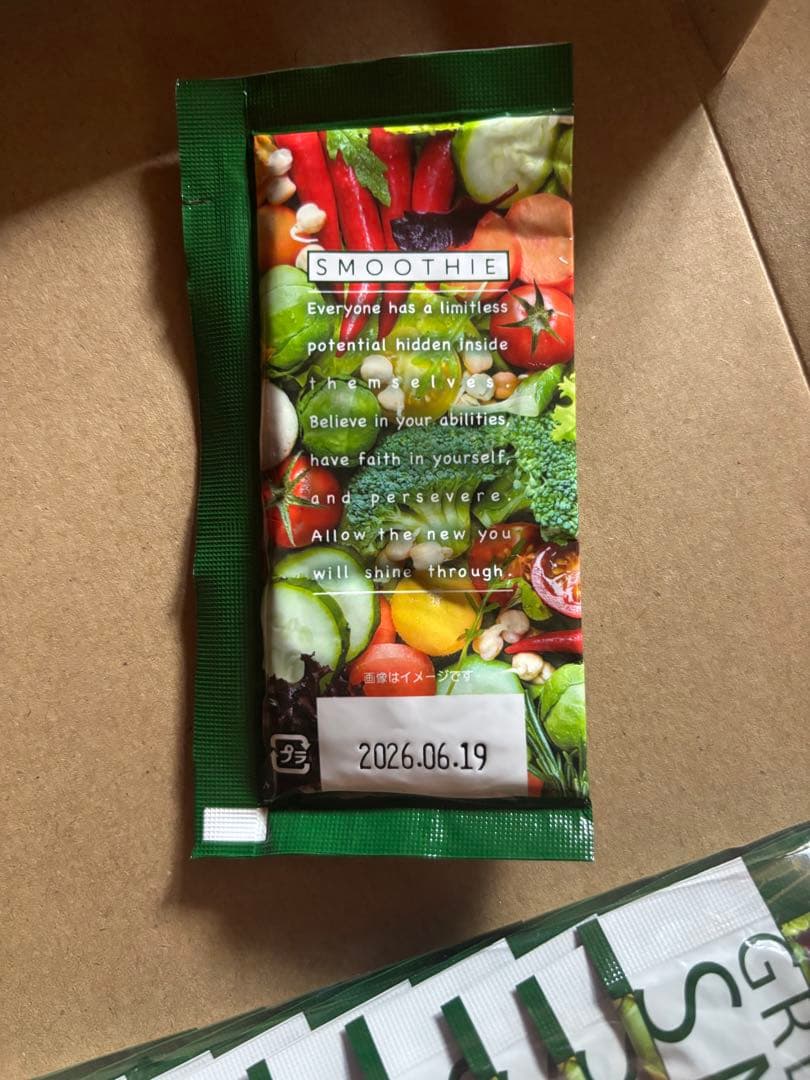 SMOOTHIE
Everyone has a limitless
potential hidden inside
themselves.
Believe in your abilities,
have faith in yourself,
and persevere.
Allow the new you
will shine through.
画像はイメージです
プラ
2026.06.19
GR
S